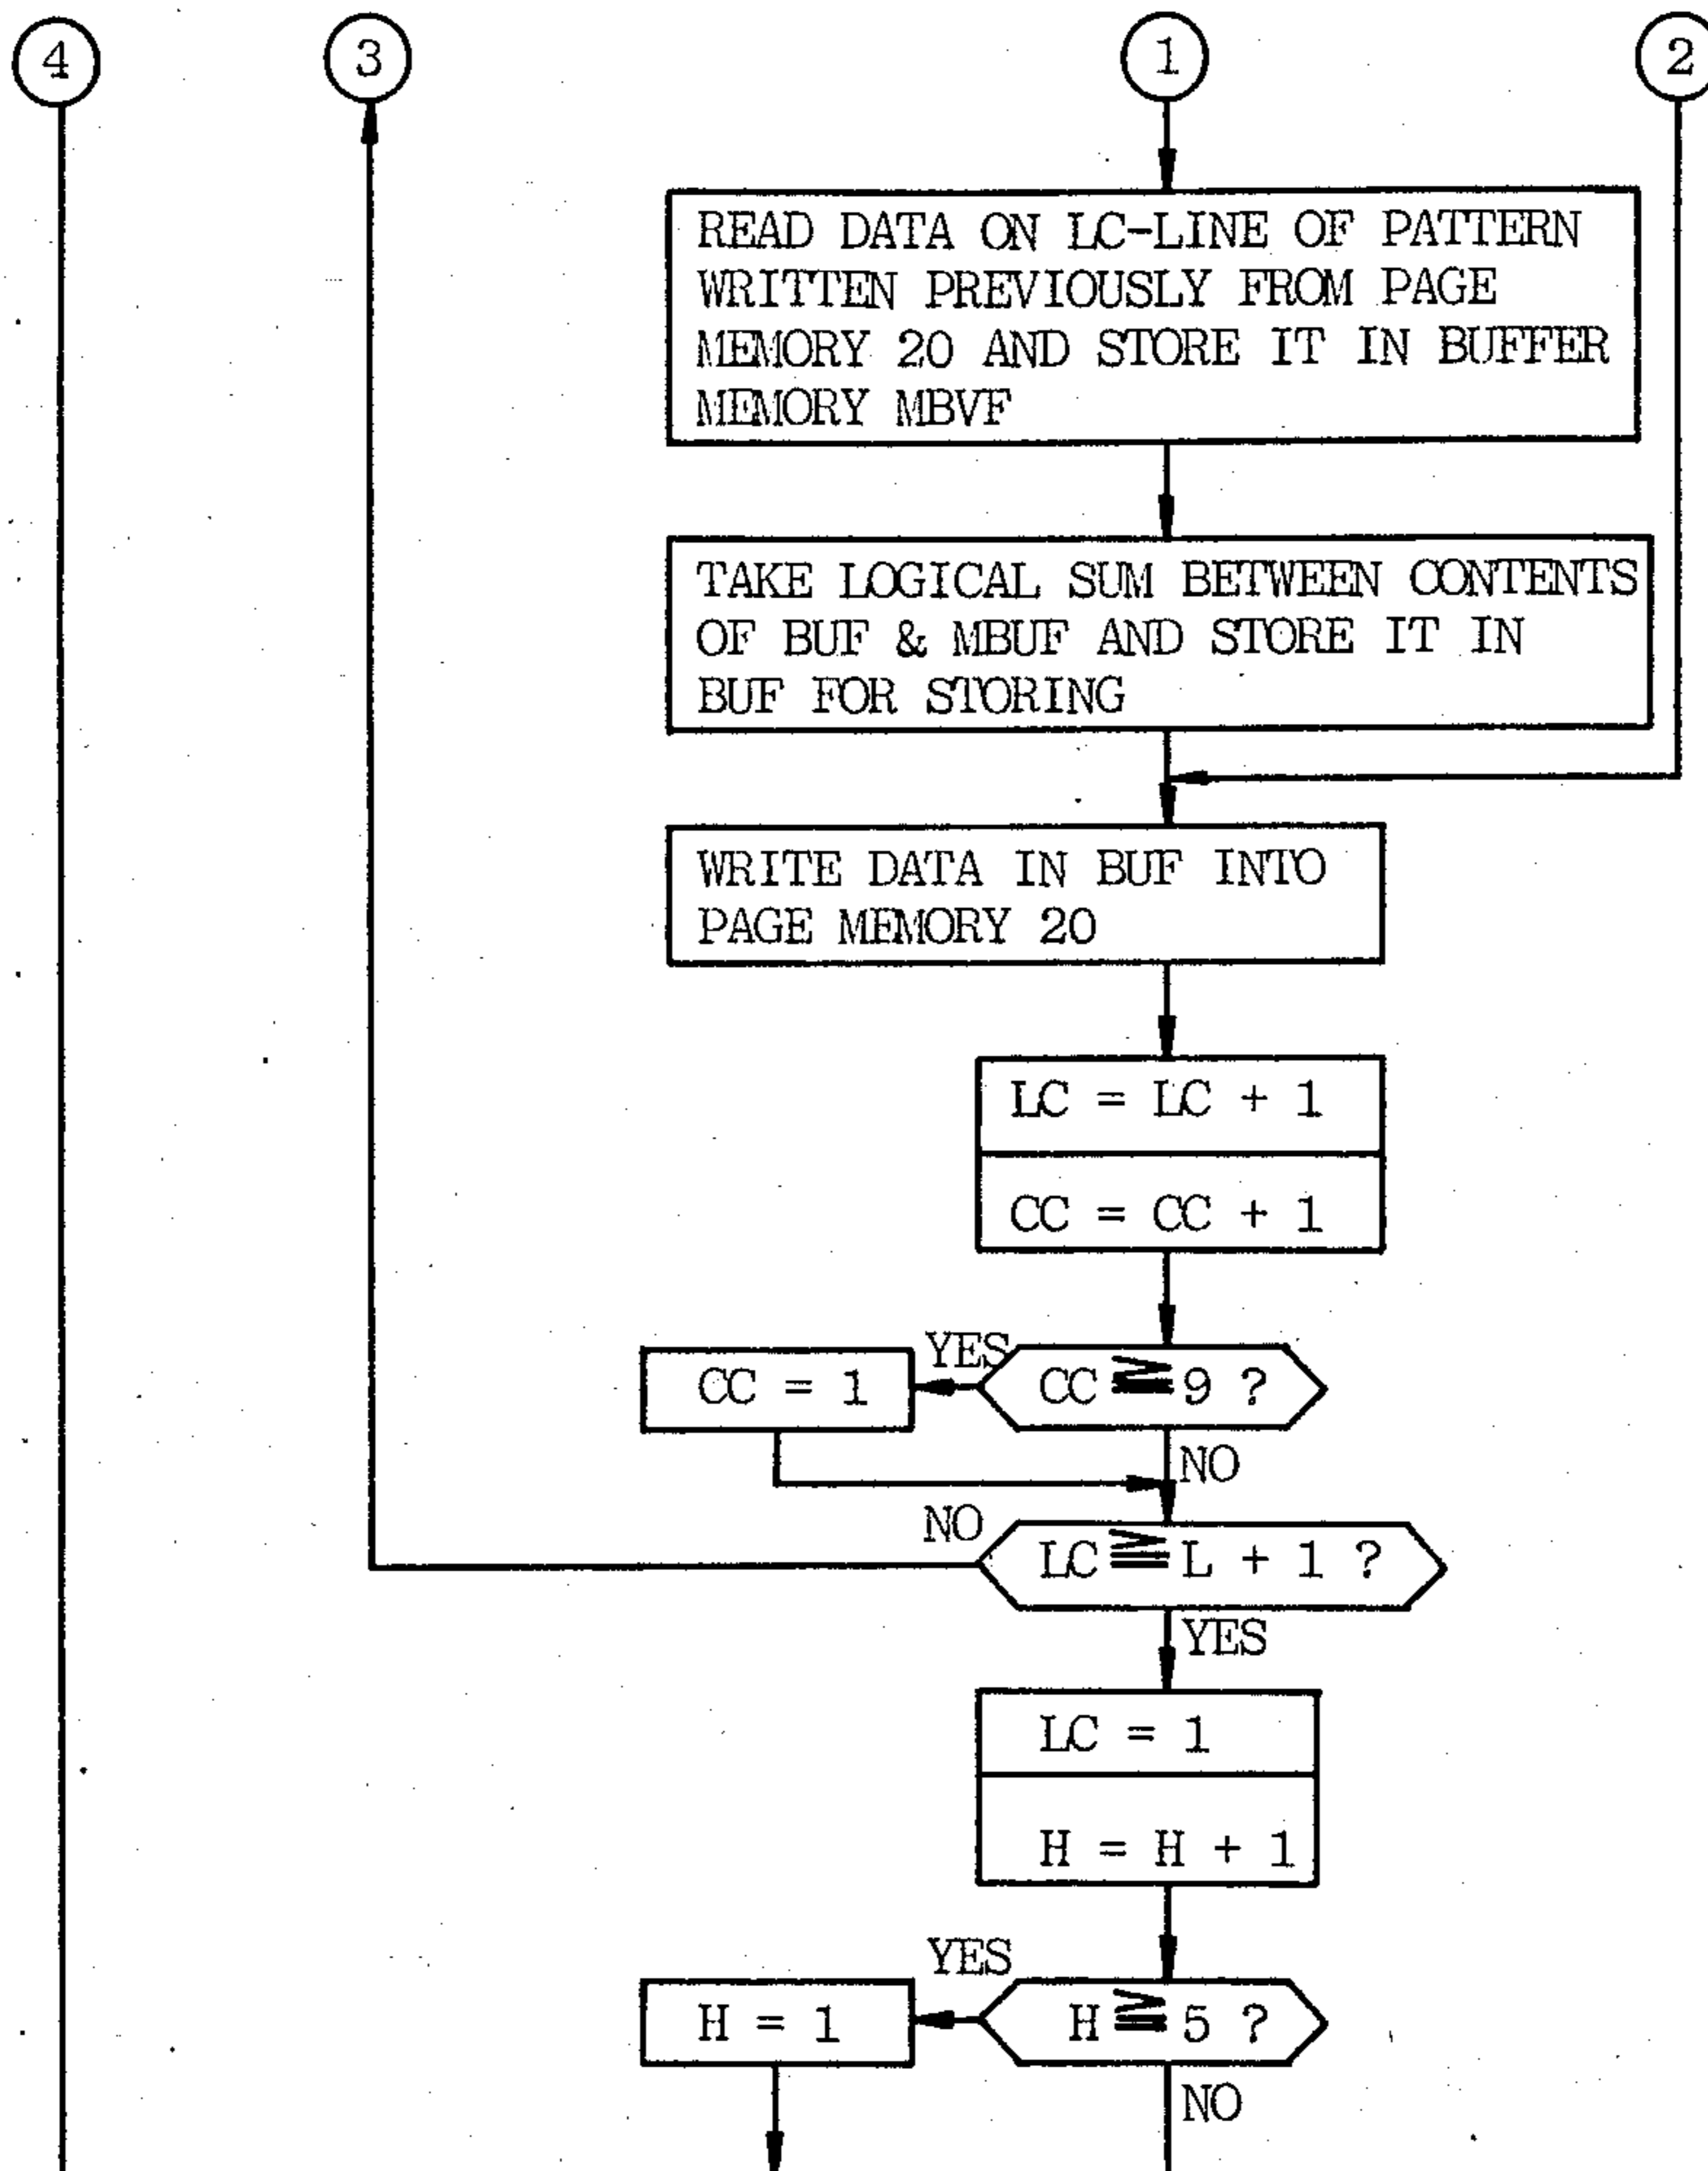 4
3
1
2
READ DATA ON LC-LINE OF PATTERN
WRITTEN PREVIOUSLY FROM PAGE
MEMORY 20 AND STORE IT IN BUFFER
MEMORY MBVF
TAKE LOGICAL SUM BETWEEN CONTENTS
OF BUF & MBUF AND STORE IT IN
BUF FOR STORING
WRITE DATA IN BUF INTO
PAGE MEMORY 20
LC = LC + 1
CC = CC + 1
YES
CC = 1
CC ≧ 9 ?
NO
NO
LC ≧ L + 1 ?
YES
LC = 1
H = H + 1
YES
H = 1
H ≧ 5 ?
NO